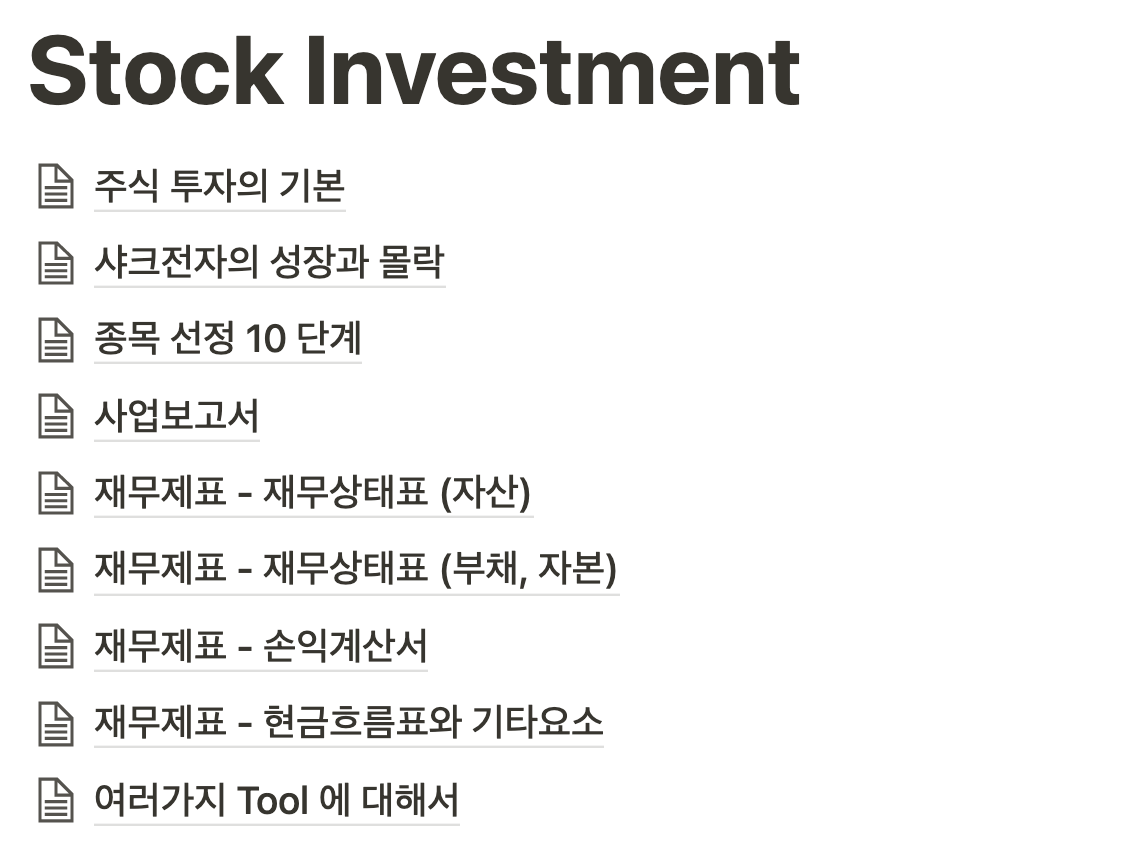 Stock Investment
주식 투자의 기본
샤크전자의 성장과 몰락
종목 선정 10 단계
사업보고서
재무제표 - 재무상태표 (자산)
재무제표 - 재무상태표 (부채, 자본)
재무제표 - 손익계산서
재무제표 - 현금흐름표와 기타요소
여러가지 Tool 에 대해서